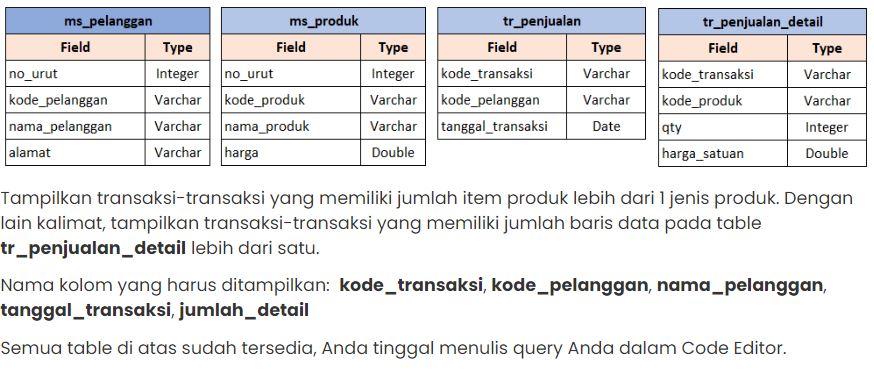 ms_pelanggan
Field Type
no_urut Integer
kode_pelanggan Varchar
nama_pelanggan Varchar
alamat Varchar
ms_produk
Field Type
no_urut Integer
kode_produk Varchar
nama_produk Varchar
harga Double
tr_penjualan
Field Type
kode_transaksi Varchar
kode_pelanggan Varchar
tanggal_transaksi Date
tr_penjualan_detail
Field Type
kode_transaksi Varchar
kode_produk Varchar
qty Integer
harga_satuan Double
Tampilkan transaksi-transaksi yang memiliki jumlah item produk lebih dari 1 jenis produk. Dengan
lain kalimat, tampilkan transaksi-transaksi yang memiliki jumlah baris data pada table
tr_penjualan_detail lebih dari satu.
Nama kolom yang harus ditampilkan: kode_transaksi, kode_pelanggan, nama_pelanggan,
tanggal_transaksi, jumlah_detail
Semua table di atas sudah tersedia, Anda tinggal menulis query Anda dalam Code Editor.